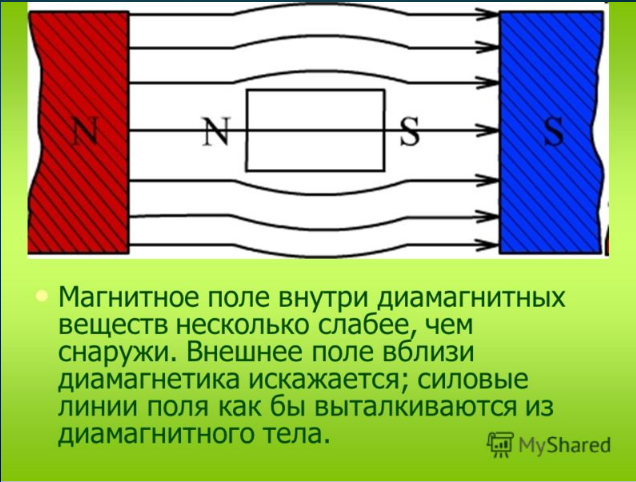 N N S S
Магнитное поле внутри диамагнитных
веществ несколько слабее, чем
снаружи. Внешнее поле вблизи
диамагнетика искажается; силовые
линии поля как бы выталкиваются из
диамагнитного тела.
MyShared